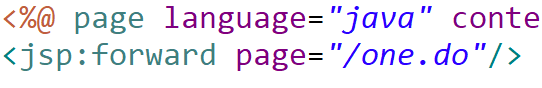 <%@ page language="java" conte
<jsp:forward page="/one.do"/>